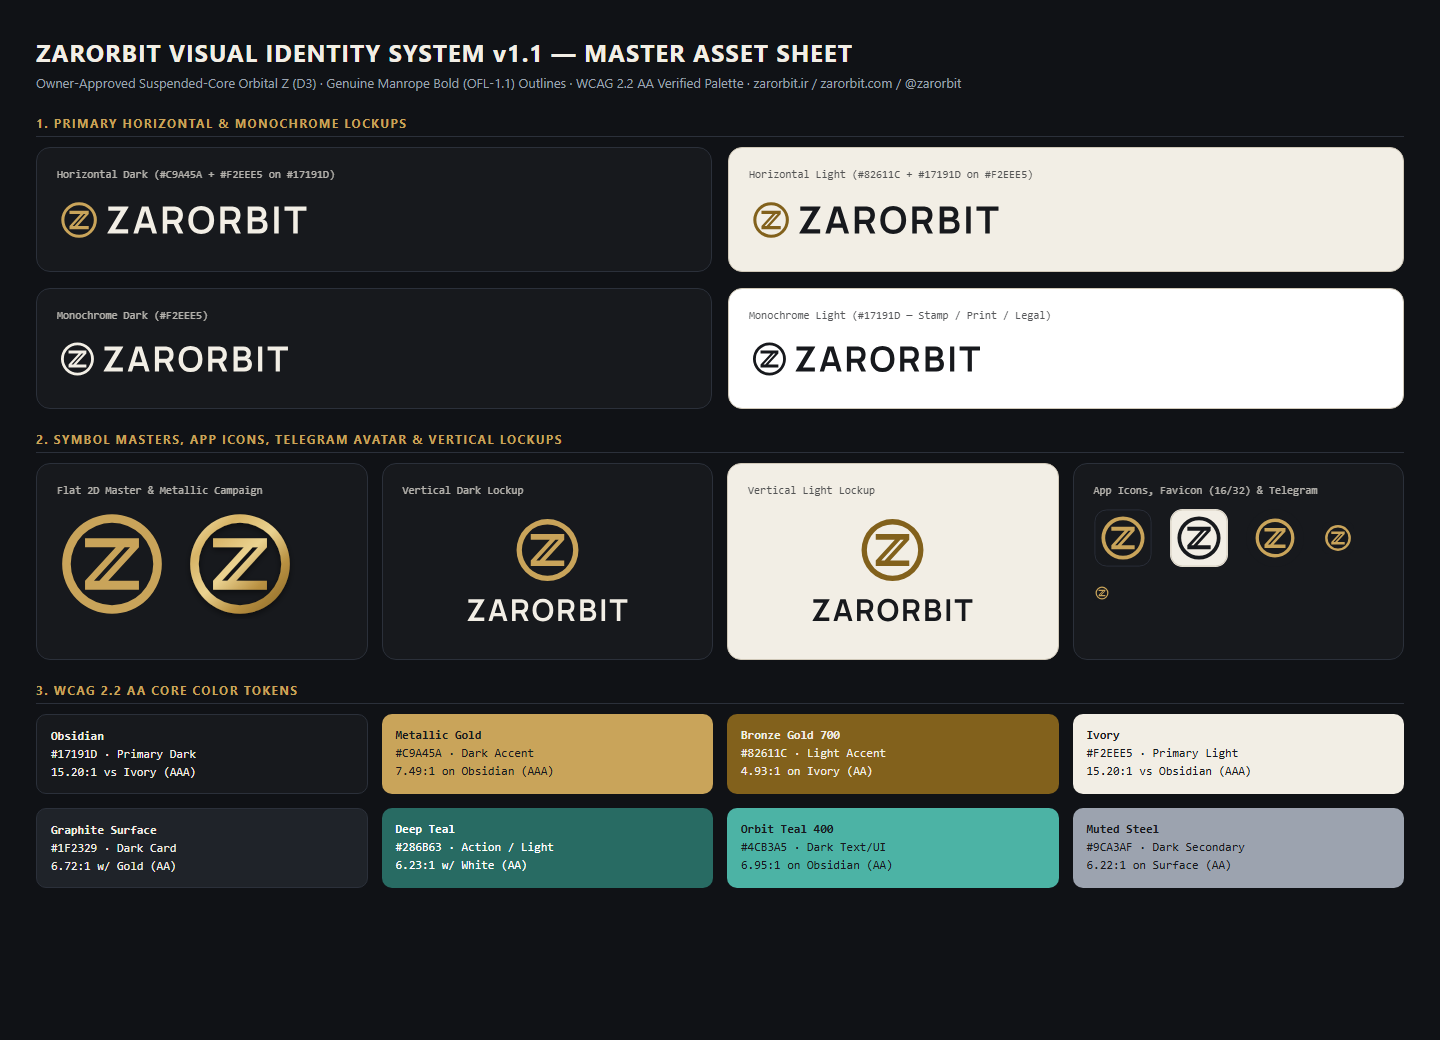 ZARORBIT VISUAL IDENTITY SYSTEM v1.1 — MASTER ASSET SHEET
Owner-Approved Suspended-Core Orbital Z (D3) · Genuine Manrope Bold (OFL-1.1) Outlines · WCAG 2.2 AA Verified Palette · zarorbit.ir / zarorbit.com / @zarorbit
1. PRIMARY HORIZONTAL & MONOCHROME LOCKUPS
Horizontal Dark (#C9A45A + #F2EEE5 on #17191D)
Z ZARORBIT
Horizontal Light (#82611C + #17191D on #F2EEE5)
Z ZARORBIT
Monochrome Dark (#F2EEE5)
Z ZARORBIT
Monochrome Light (#17191D — Stamp / Print / Legal)
Z ZARORBIT
2. SYMBOL MASTERS, APP ICONS, TELEGRAM AVATAR & VERTICAL LOCKUPS
Flat 2D Master & Metallic Campaign
Z Z
Vertical Dark Lockup
Z
ZARORBIT
Vertical Light Lockup
Z
ZARORBIT
App Icons, Favicon (16/32) & Telegram
Z Z Z Z
Z
3. WCAG 2.2 AA CORE COLOR TOKENS
Obsidian
#17191D · Primary Dark
15.20:1 vs Ivory (AAA)
Metallic Gold
#C9A45A · Dark Accent
7.49:1 on Obsidian (AAA)
Bronze Gold 700
#82611C · Light Accent
4.93:1 on Ivory (AA)
Ivory
#F2EEE5 · Primary Light
15.20:1 vs Obsidian (AAA)
Graphite Surface
#1F2329 · Dark Card
6.72:1 w/ Gold (AA)
Deep Teal
#286B63 · Action / Light
6.23:1 w/ White (AA)
Orbit Teal 400
#4CB3A5 · Dark Text/UI
6.95:1 on Obsidian (AA)
Muted Steel
#9CA3AF · Dark Secondary
6.22:1 on Surface (AA)